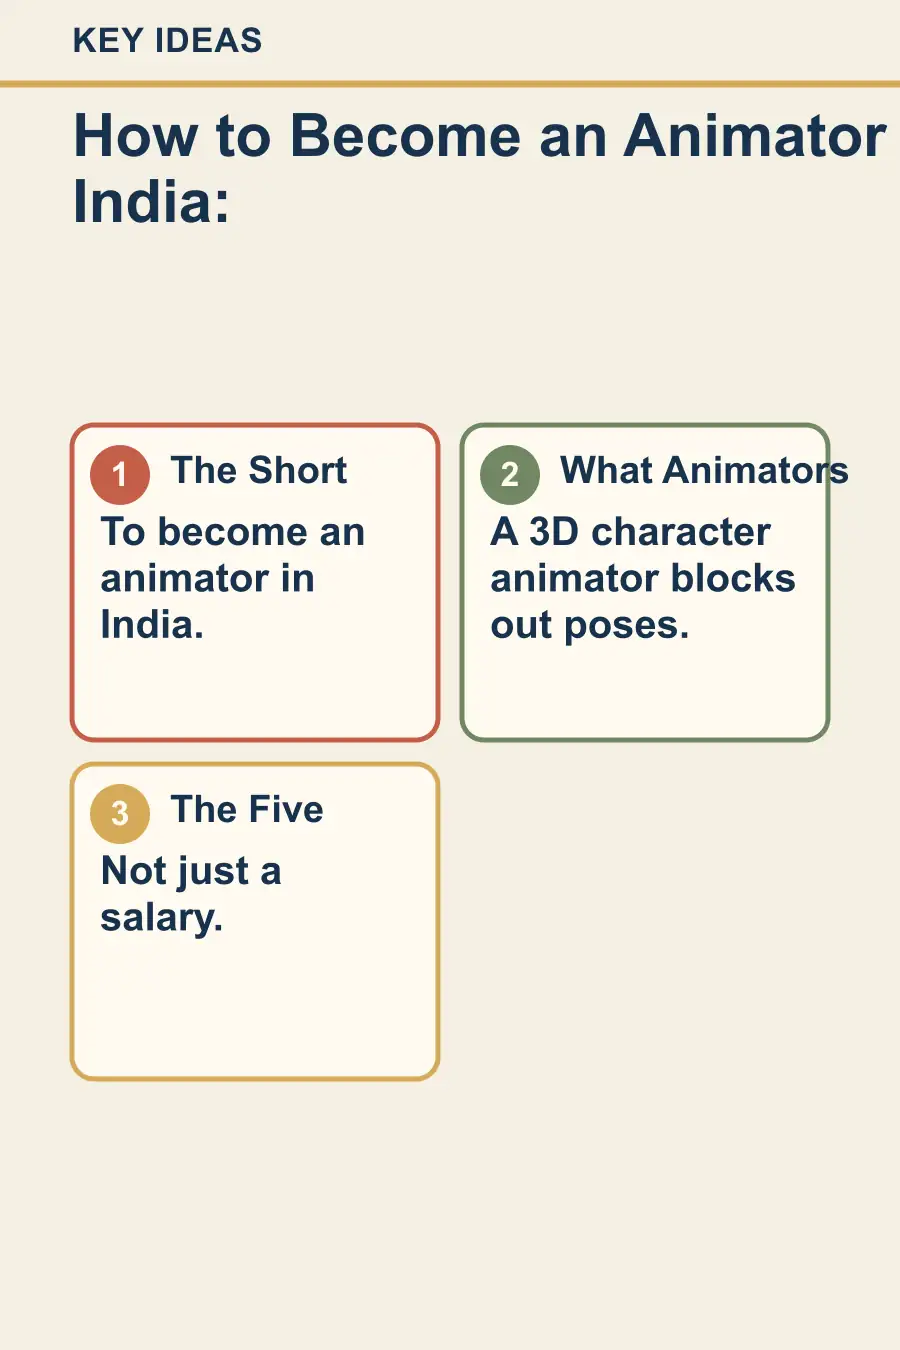 KEY IDEAS
How to Become an Animator
India:
1 The Short
To become an
animator in
India.
2 What Animators
A 3D character
animator blocks
out poses.
3 The Five
Not just a
salary.